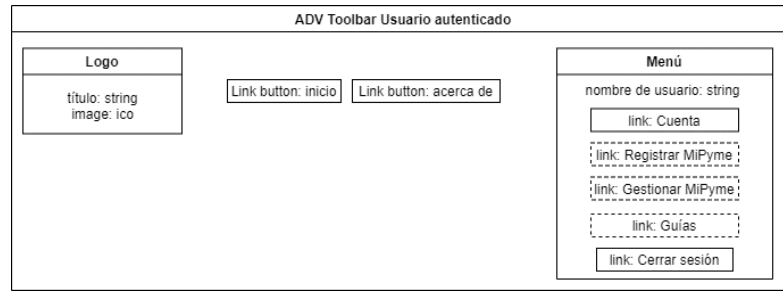 ADV Toolbar Usuario autenticado
Logo
título: string
image: ico
Link button: inicio
Link button: acerca de
Menú
nombre de usuario: string
link: Cuenta
link: Registrar MiPyme
link: Gestionar MiPyme
link: Guías
link: Cerrar sesión